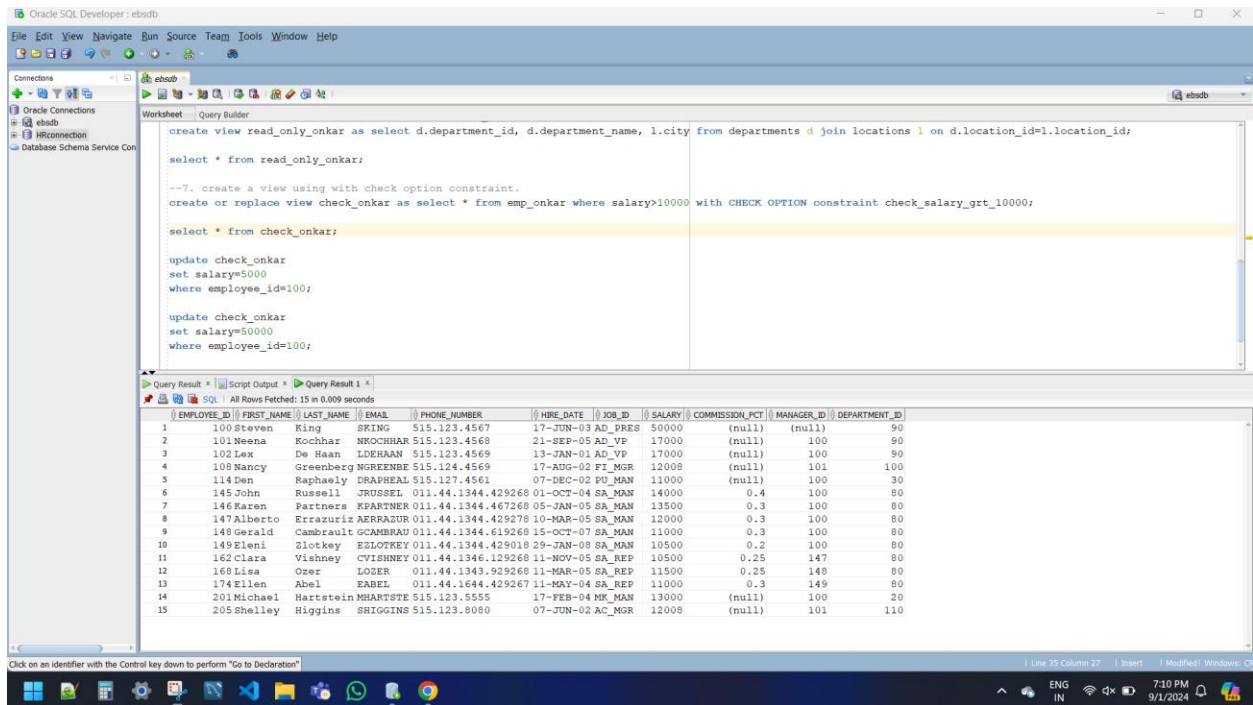 Oracle SQL Developer : ebsdb
File Edit View Navigate Run Source Team Tools Window Help
Connections
ebsdb
ebsdb
Oracle Connections
ebsdb
HRconnection
Database Schema Service Con
Worksheet Query Builder
create view read_only_onkar as select d.department_id, d.department_name, l.city from departments d join locations l on d.location_id=l.location_id;
select * from read_only_onkar;
--7. create a view using with check option constraint.
create or replace view check_onkar as select * from emp_onkar where salary>10000 with CHECK OPTION constraint check_salary_grt_10000;
select * from check_onkar;
update check_onkar
set salary=5000
where employee_id=100;
update check_onkar
set salary=50000
where employee_id=100;
Query Result Script Output Query Result 1
SQL All Rows Fetched: 15 in 0.009 seconds
EMPLOYEE_ID FIRST_NAME LAST_NAME EMAIL PHONE_NUMBER HIRE_DATE JOB_ID SALARY COMMISSION_PCT MANAGER_ID DEPARTMENT_ID
1 100 Steven King SKING 515.123.4567 17-JUN-03 AD_PRES 50000 (null) (null) 90
2 101 Neena Kochhar NKOCHHAR 515.123.4568 21-SEP-05 AD_VP 17000 (null) 100 90
3 102 Lex De Haan LDEHAAN 515.123.4569 13-JAN-01 AD_VP 17000 (null) 100 90
4 108 Nancy Greenberg NGREENBE 515.124.4569 17-AUG-02 FI_MGR 12008 (null) 101 100
5 114 Den Raphaely DRAPHEAL 515.127.4561 07-DEC-02 PU_MAN 11000 (null) 100 30
6 145 John Russell JRUSSEL 011.44.1344.429268 01-OCT-04 SA_MAN 14000 0.4 100 80
7 146 Karen Partners KPARTNER 011.44.1344.467268 05-JAN-05 SA_MAN 13500 0.3 100 80
8 147 Alberto Errazuriz AERRAZUR 011.44.1344.429278 10-MAR-05 SA_MAN 12000 0.3 100 80
9 148 Gerald Cambrault GCAMBRAU 011.44.1344.619268 15-OCT-07 SA_MAN 11000 0.3 100 80
10 149 Eleni Zlotkey EZLOTKEY 011.44.1344.429018 29-JAN-08 SA_MAN 10500 0.2 100 80
11 162 Clara Vishney CVISHNEY 011.44.1346.129268 11-NOV-05 SA_REP 10500 0.25 147 80
12 168 Lisa Ozer LOZER 011.44.1343.929268 11-MAR-05 SA_REP 11500 0.25 148 80
13 174 Ellen Abel EABEL 011.44.1644.429267 11-MAY-04 SA_REP 11000 0.3 149 80
14 201 Michael Hartstein MHARTSTE 515.123.5555 17-FEB-04 MK_MAN 13000 (null) 100 20
15 205 Shelley Higgins SHIGGINS 515.123.8080 07-JUN-02 AC_MGR 12008 (null) 101 110
Click on an identifier with the Control key down to perform "Go to Declaration"
Line 35 Column 27 Insert Modified Windows: CR
ENG
IN
7:10 PM
9/1/2024